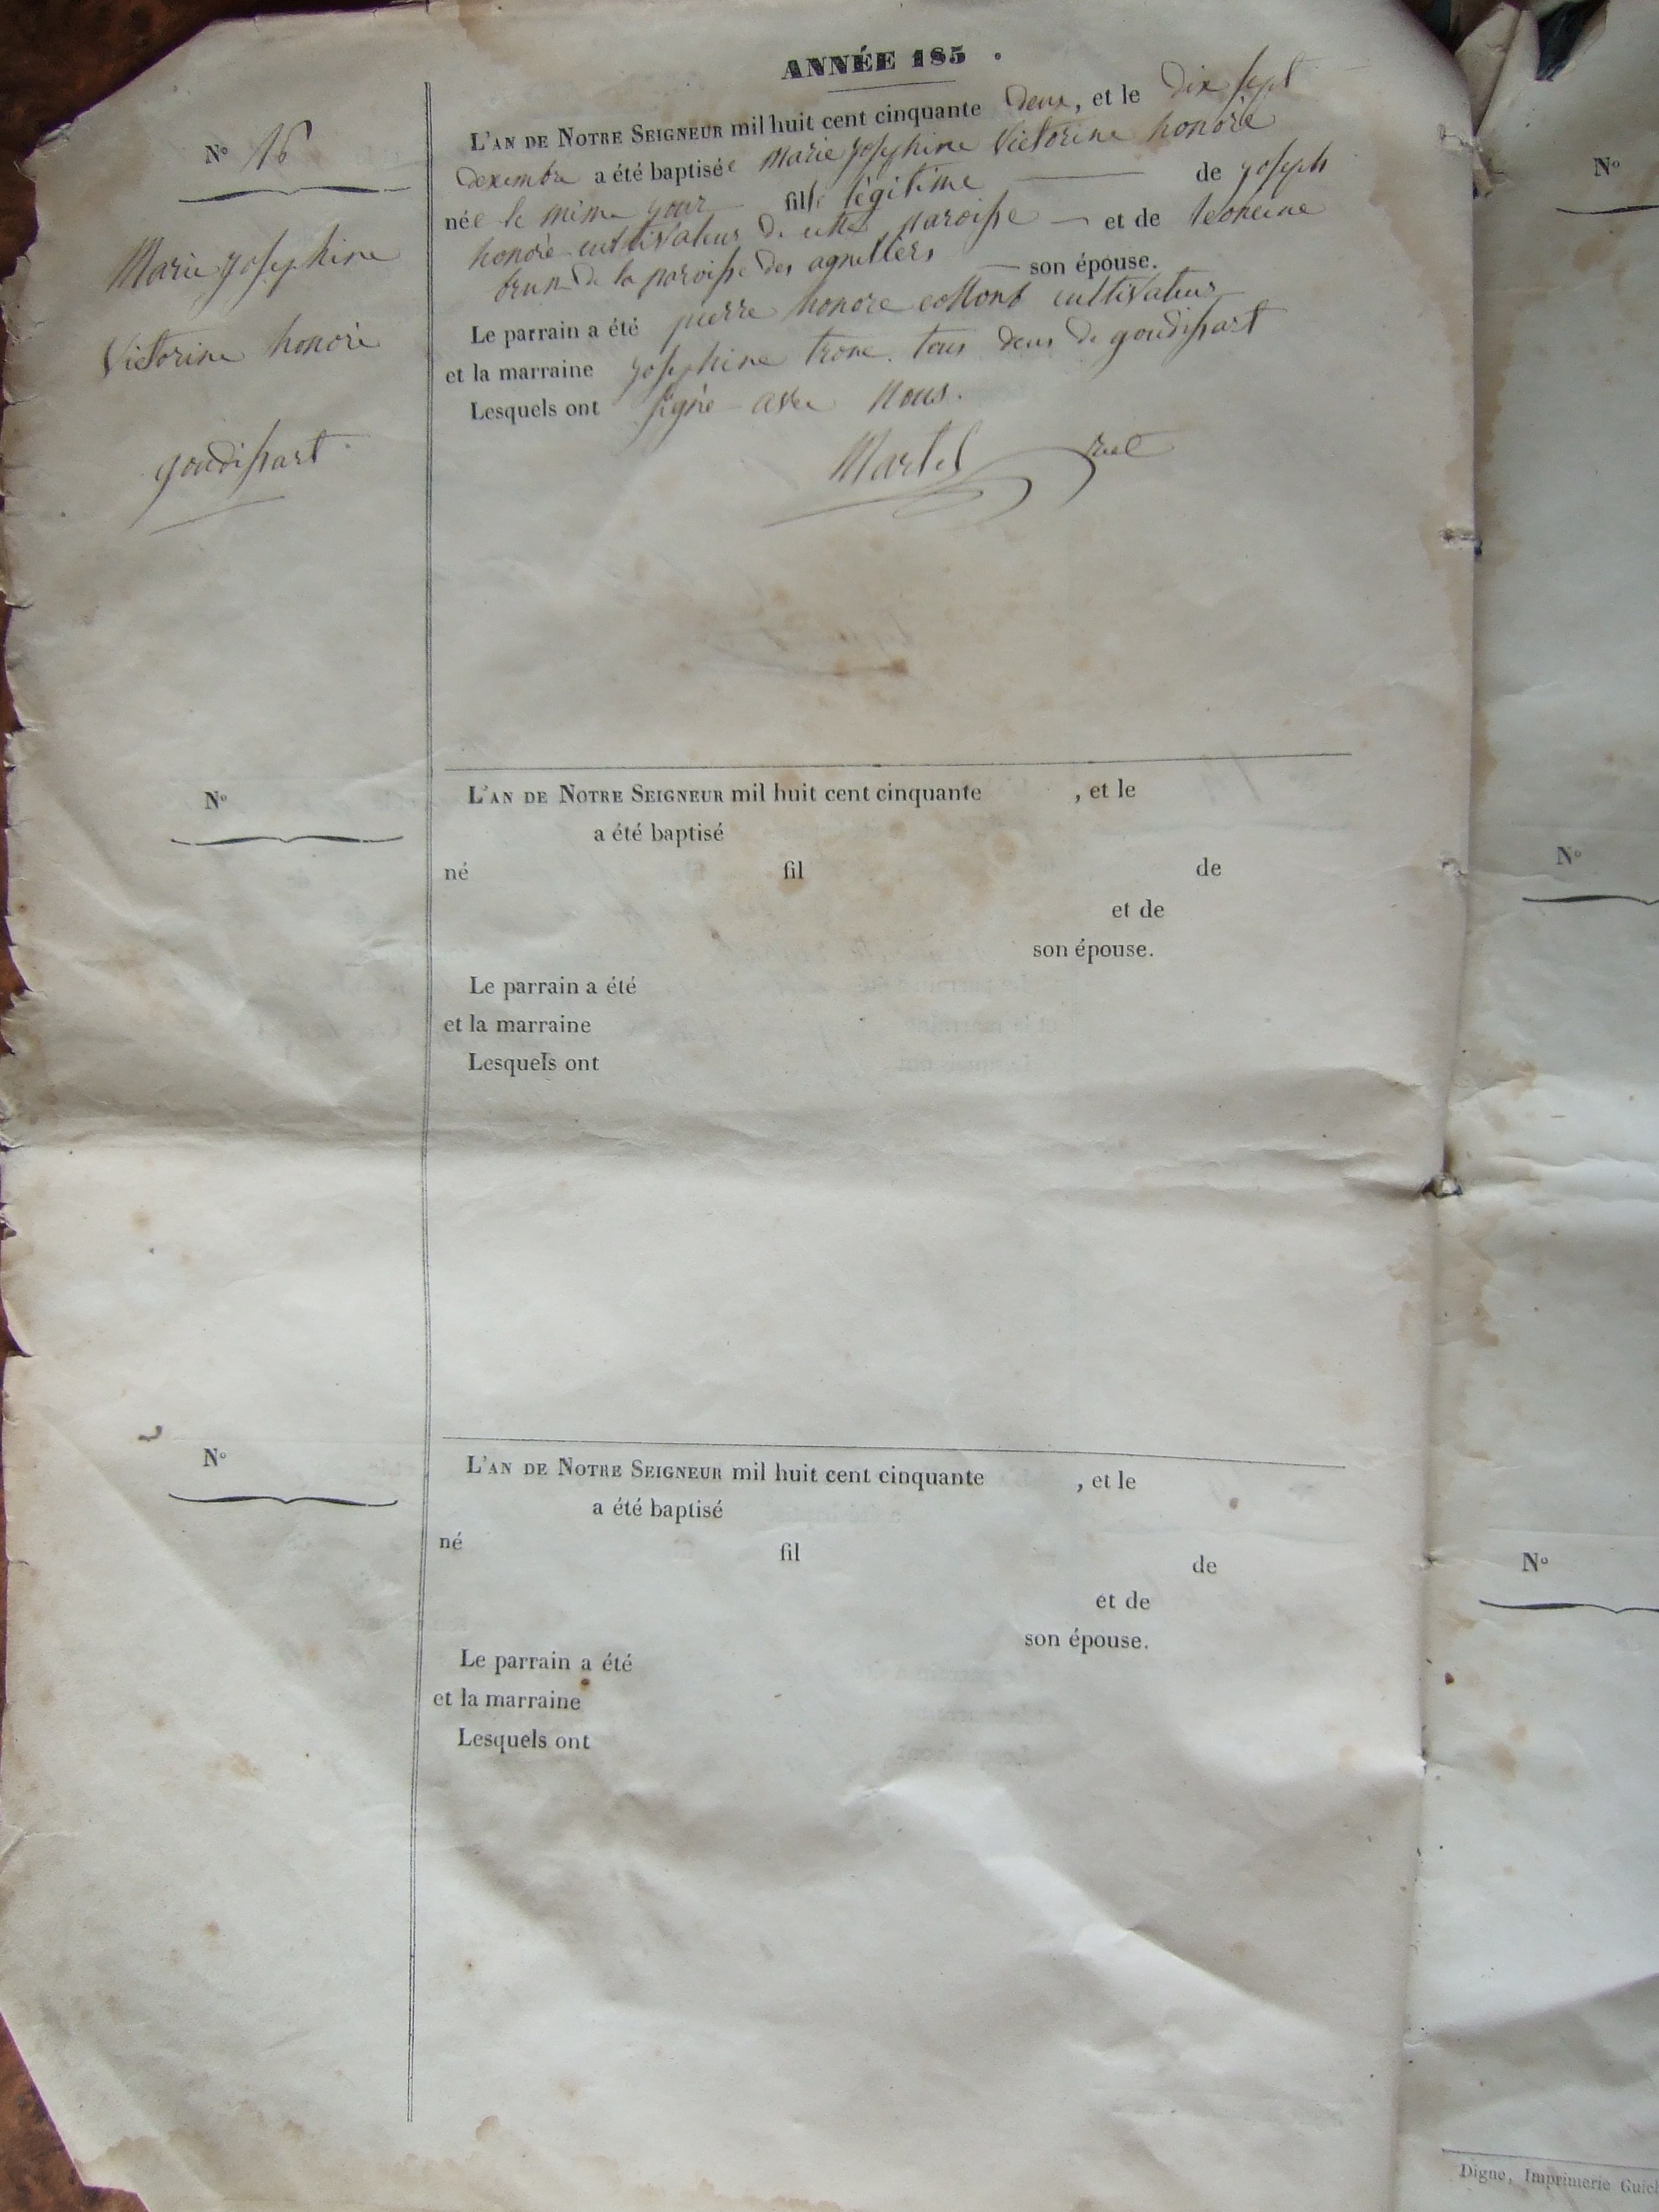 ANNÉE 185 .
N° 16
L'AN DE NOTRE SEIGNEUR mil huit cent cinquante deux, et le dix sept
decembre a été baptisée marie josephine Victorine honoré
née le même jour fille légitime — de joseph
honoré cultivateur de cette paroisse — et de
brun de la paroisse des agnelliers — son épouse.
Le parrain a été pierre honore cultivateur
et la marraine josephine trone tous deux de goudissart
Lesquels ont signé avec nous.
Martel
Marie josephine
Victorine honoré
goudissart
N°
L'AN DE NOTRE SEIGNEUR mil huit cent cinquante , et le
a été baptisé
né fil de
et de
son épouse.
Le parrain a été
et la marraine
Lesquels ont
N°
L'AN DE NOTRE SEIGNEUR mil huit cent cinquante , et le
a été baptisé
né fil de
et de
son épouse.
Le parrain a été
et la marraine
Lesquels ont
N°
N°
N°
Digne, Imprimerie